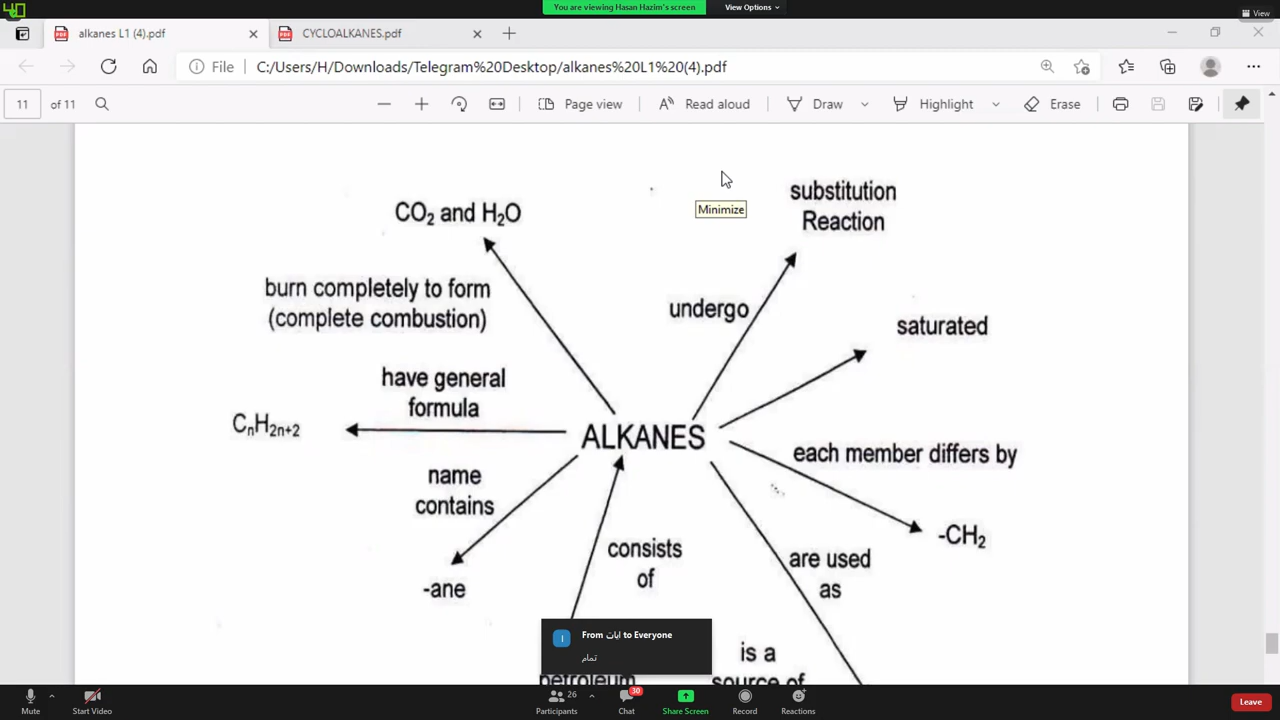 40
You are viewing Hasan Hazim's screen
View Options
View
alkanes L1 (4).pdf
CYCLOALKANES.pdf
File
C:/Users/H/Downloads/Telegram%20Desktop/alkanes%20L1%20(4).pdf
11 of 11
Page view
Read aloud
Draw
Highlight
Erase
CO2 and H2O
Minimize
substitution
Reaction
burn completely to form
(complete combustion)
undergo
saturated
have general
formula
CnH2n+2
ALKANES
each member differs by
name
contains
-CH2
consists
of
are used
as
-ane
From ايات to Everyone
تمام
is a
source of
petroleum
Mute
Start Video
26
Participants
30
Chat
Share Screen
Record
Reactions
Leave